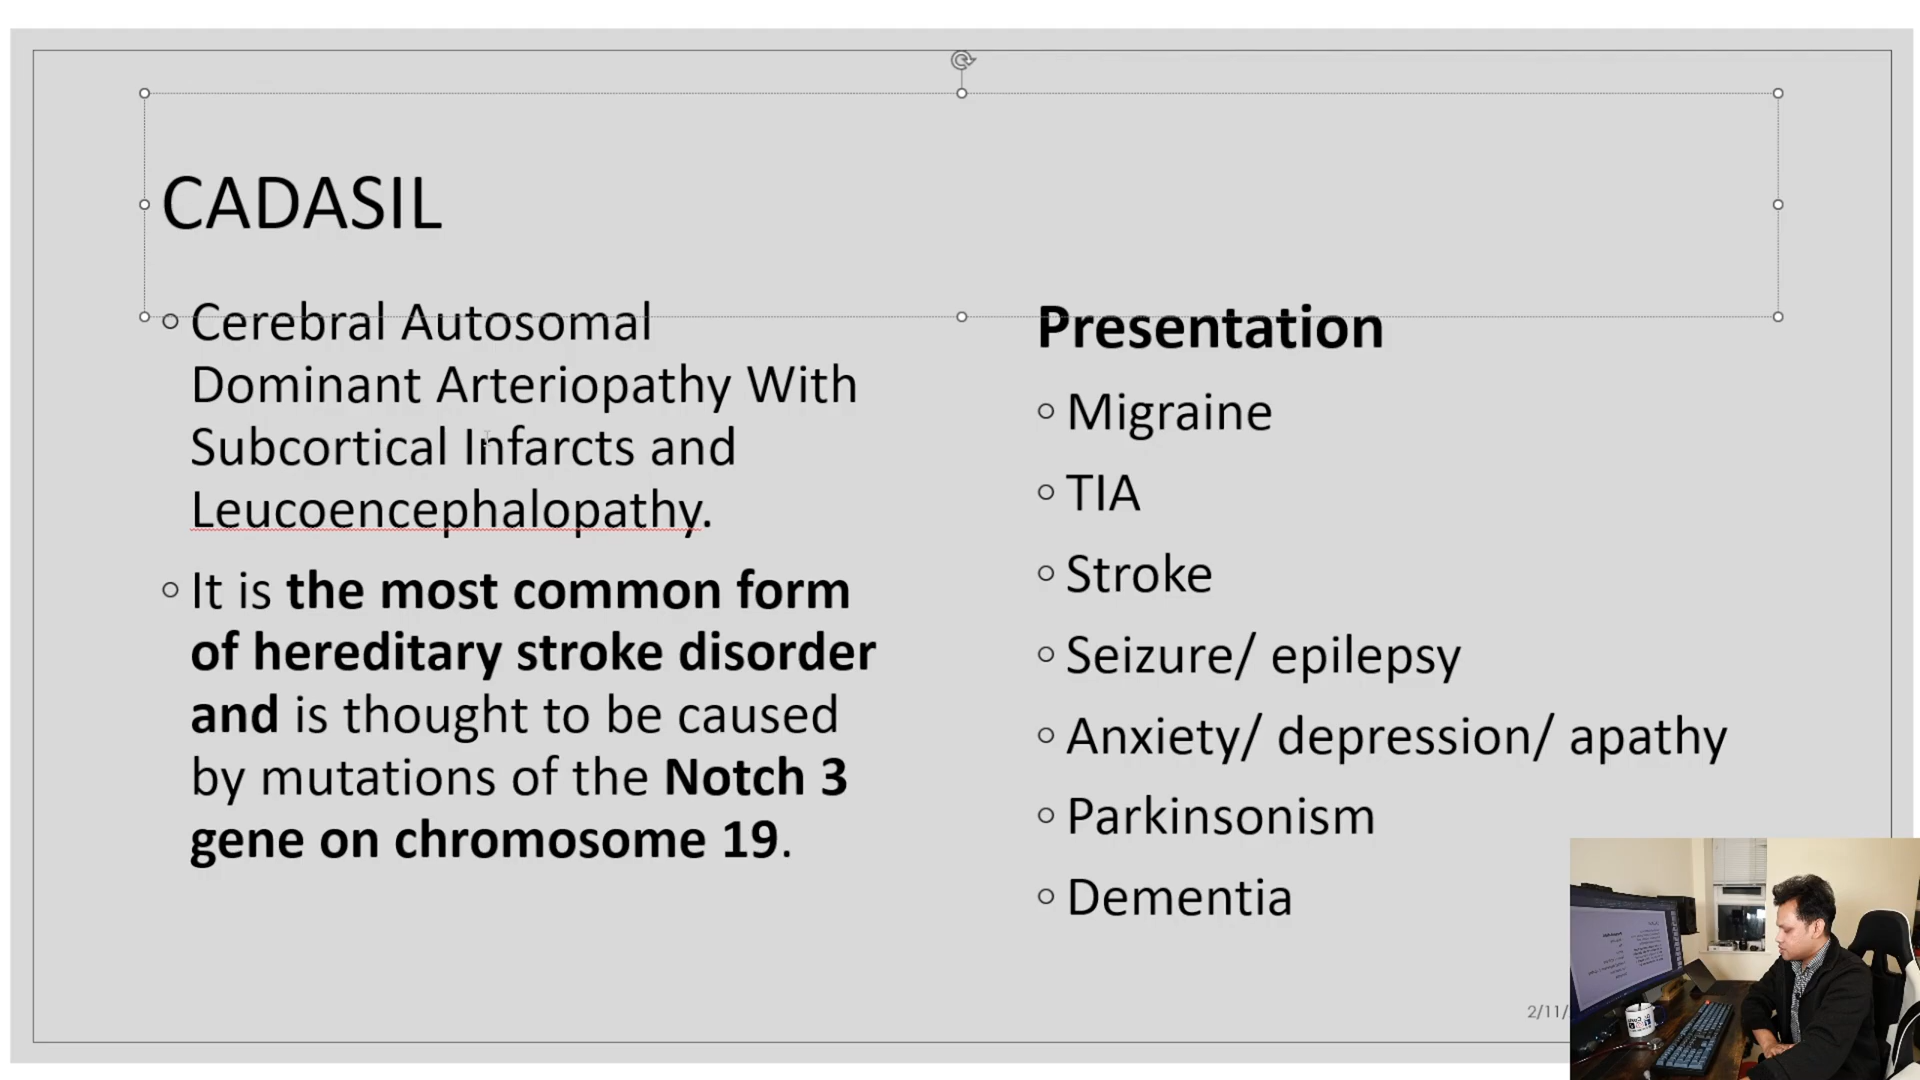 CADASIL
Cerebral Autosomal
Dominant Arteriopathy With
Subcortical Infarcts and
Leucoencephalopathy.
It is the most common form
of hereditary stroke disorder
and is thought to be caused
by mutations of the Notch 3
gene on chromosome 19.
Presentation
Migraine
TIA
Stroke
Seizure/ epilepsy
Anxiety/ depression/ apathy
Parkinsonism
Dementia
2/11/